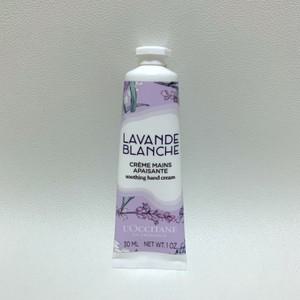 LAVANDE
BLANCHE
CRÈME MAINS
APAISANTE
soothing hand cream
L'OCCITANE
30 ML NET WT. 1 OZ.